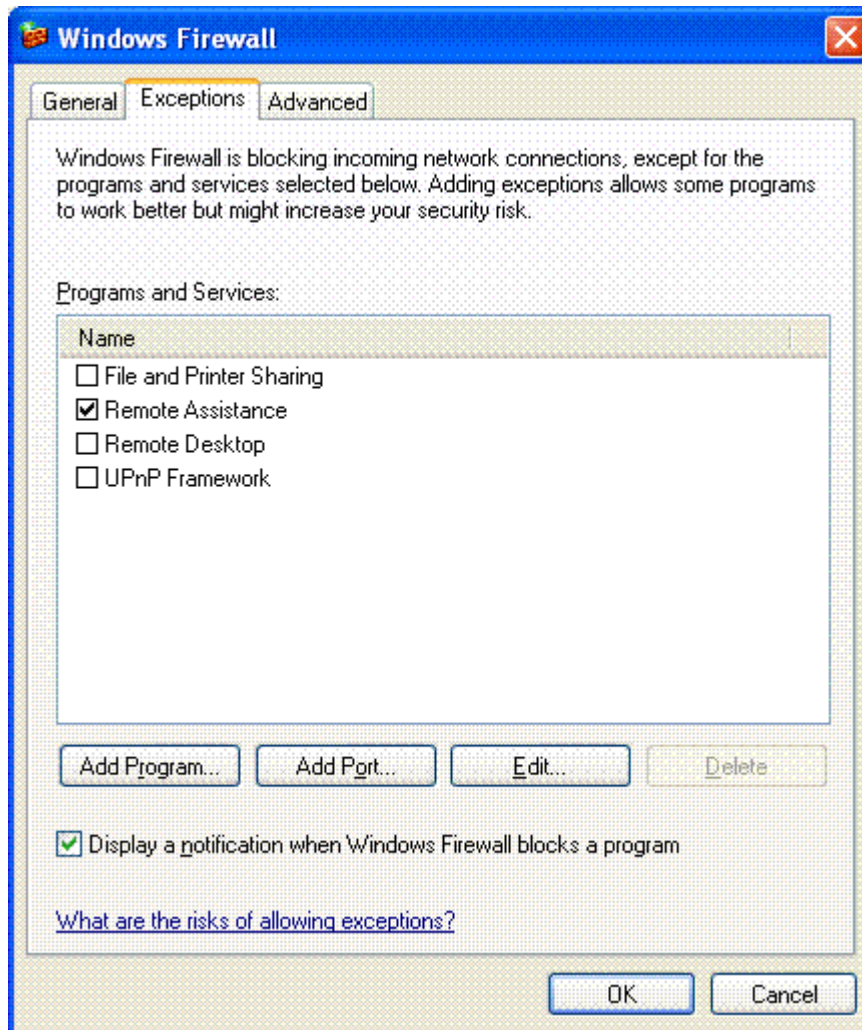 Windows Firewall
General Exceptions Advanced
Windows Firewall is blocking incoming network connections, except for the
programs and services selected below. Adding exceptions allows some programs
to work better but might increase your security risk.
Programs and Services:
Name
File and Printer Sharing
Remote Assistance
Remote Desktop
UPnP Framework
Add Program... Add Port... Edit... Delete
Display a notification when Windows Firewall blocks a program
What are the risks of allowing exceptions?
OK Cancel